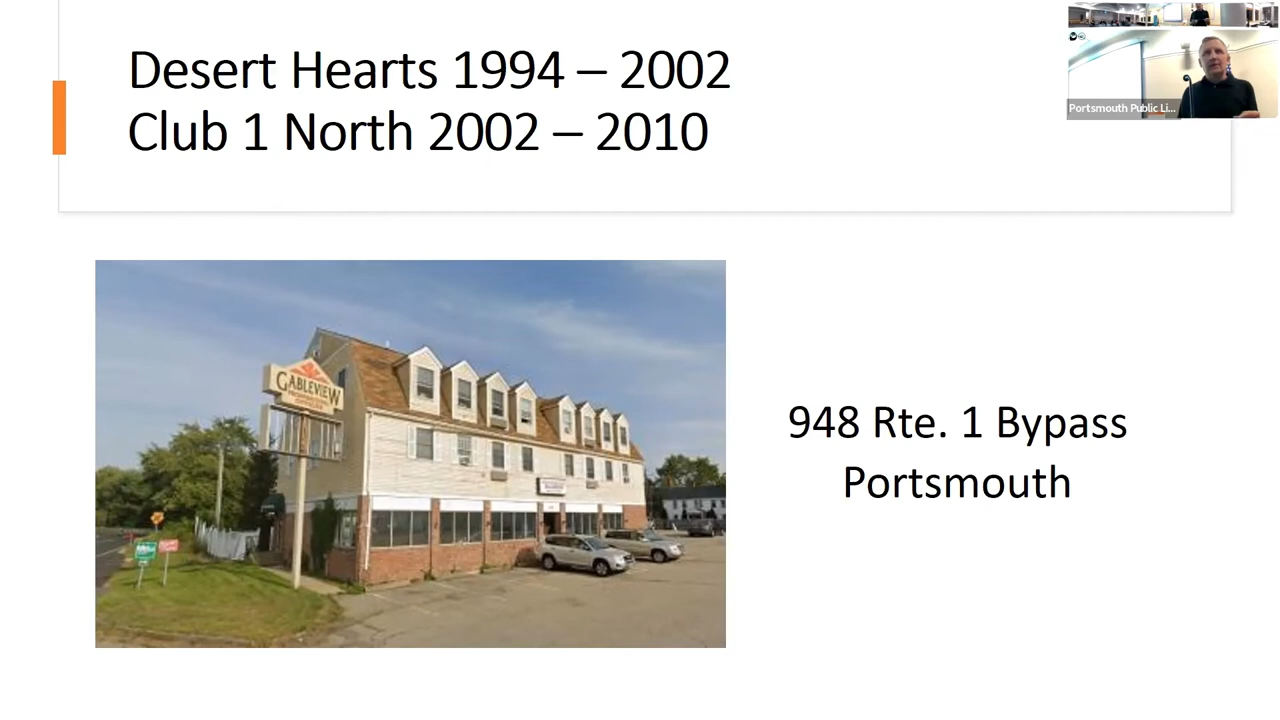 Desert Hearts 1994 – 2002
Club 1 North 2002 – 2010
Portsmouth Public Li...
GABLEVIEW
948 Rte. 1 Bypass
Portsmouth